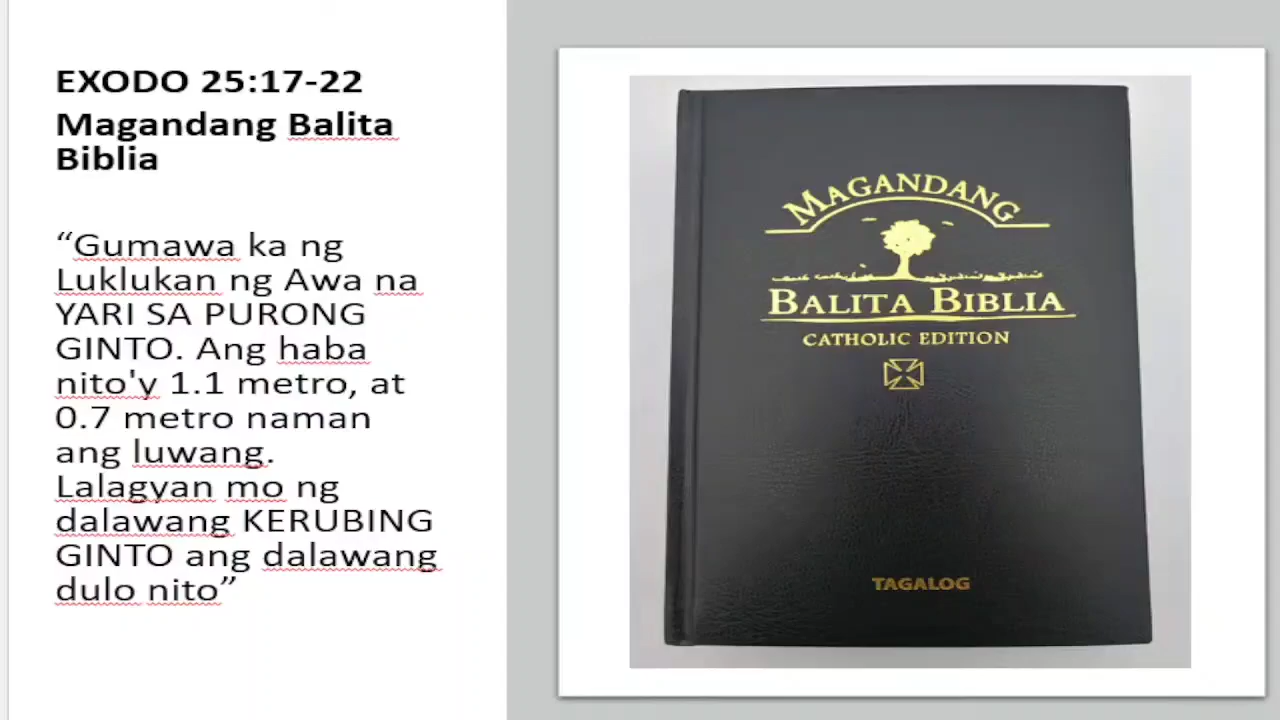 EXODO 25:17-22
Magandang Balita
Biblia
“Gumawa ka ng
Luklukan ng Awa na
YARI SA PURONG
GINTO. Ang haba
nito'y 1.1 metro, at
0.7 metro naman
ang luwang.
Lalagyan mo ng
dalawang KERUBING
GINTO ang dalawang
dulo nito”
MAGANDANG
BALITA BIBLIA
CATHOLIC EDITION
TAGALOG